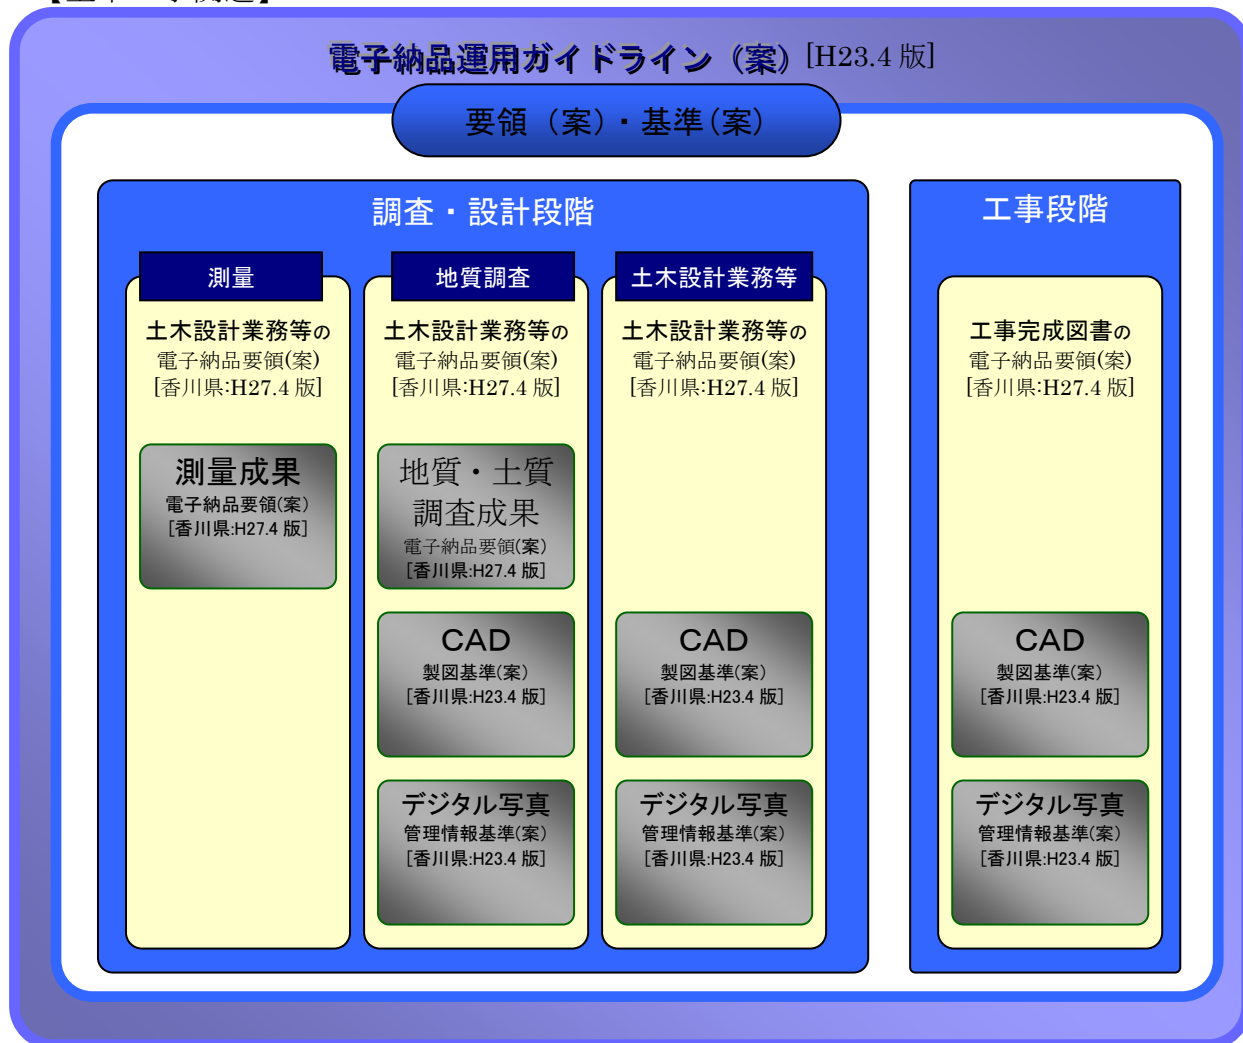 電子納品運用ガイドライン（案）[H23.4 版]
要領（案）・基準（案）
調査・設計段階
測量
土木設計業務等の
電子納品要領(案)
[香川県:H27.4 版]
測量成果
電子納品要領(案)
[香川県:H27.4 版]
地質調査
土木設計業務等の
電子納品要領(案)
[香川県:H27.4 版]
地質・土質
調査成果
電子納品要領(案)
[香川県:H27.4 版]
CAD
製図基準(案)
[香川県:H23.4 版]
デジタル写真
管理情報基準(案)
[香川県:H23.4 版]
土木設計業務等
土木設計業務等の
電子納品要領(案)
[香川県:H27.4 版]
CAD
製図基準(案)
[香川県:H23.4 版]
デジタル写真
管理情報基準(案)
[香川県:H23.4 版]
工事段階
工事完成図書の
電子納品要領(案)
[香川県:H27.4 版]
CAD
製図基準(案)
[香川県:H23.4 版]
デジタル写真
管理情報基準(案)
[香川県:H23.4 版]